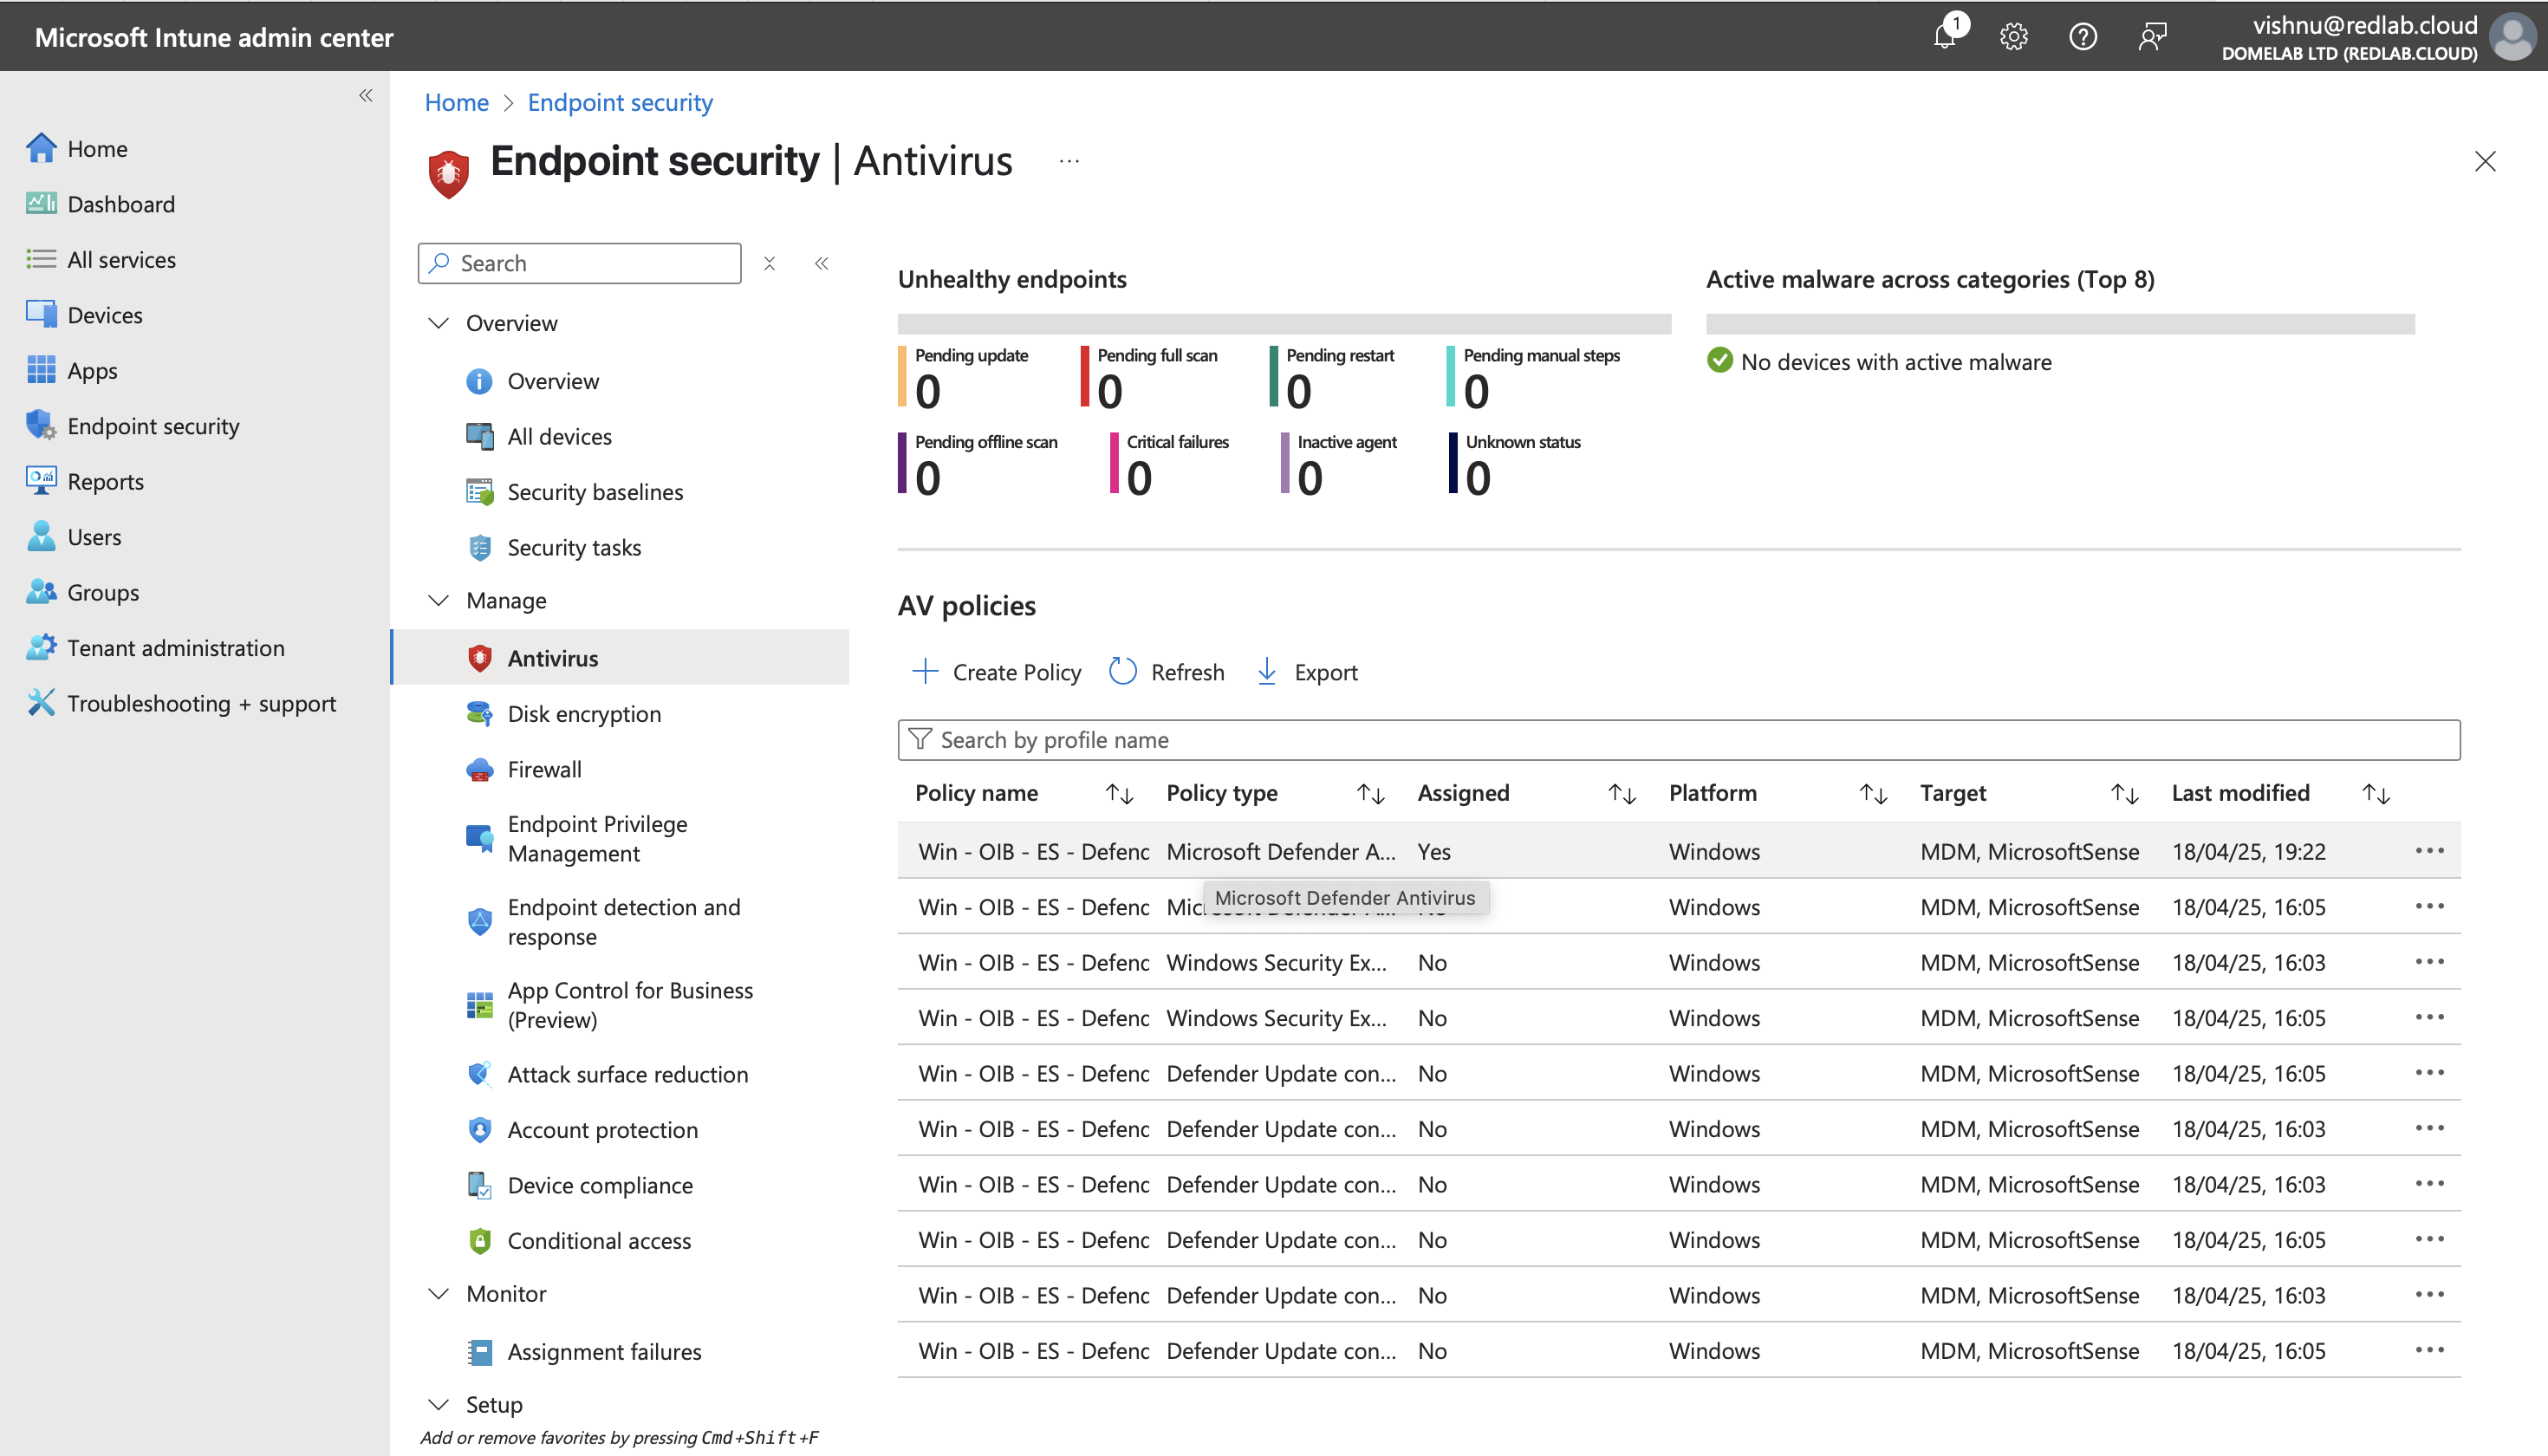 Microsoft Intune admin center
1
vishnu@redlab.cloud
DOMELAB LTD (REDLAB.CLOUD)
Home
Dashboard
All services
Devices
Apps
Endpoint security
Reports
Users
Groups
Tenant administration
Troubleshooting + support
Home > Endpoint security
Endpoint security | Antivirus ...
Search
Overview
Overview
All devices
Security baselines
Security tasks
Manage
Antivirus
Disk encryption
Firewall
Endpoint Privilege
Management
Endpoint detection and
response
App Control for Business
(Preview)
Attack surface reduction
Account protection
Device compliance
Conditional access
Monitor
Assignment failures
Setup
Add or remove favorites by pressing Cmd+Shift+F
Unhealthy endpoints
Pending update Pending full scan Pending restart Pending manual steps
0 0 0 0
Pending offline scan Critical failures Inactive agent Unknown status
0 0 0 0
Active malware across categories (Top 8)
No devices with active malware
AV policies
Create Policy Refresh Export
Search by profile name
Policy name Policy type Assigned Platform Target Last modified
Win - OIB - ES - Defenc Microsoft Defender A... Yes Windows MDM, MicrosoftSense 18/04/25, 19:22
Microsoft Defender Antivirus
Win - OIB - ES - Defenc Microsoft Defender A... No Windows MDM, MicrosoftSense 18/04/25, 16:05
Win - OIB - ES - Defenc Windows Security Ex... No Windows MDM, MicrosoftSense 18/04/25, 16:03
Win - OIB - ES - Defenc Windows Security Ex... No Windows MDM, MicrosoftSense 18/04/25, 16:05
Win - OIB - ES - Defenc Defender Update con... No Windows MDM, MicrosoftSense 18/04/25, 16:05
Win - OIB - ES - Defenc Defender Update con... No Windows MDM, MicrosoftSense 18/04/25, 16:03
Win - OIB - ES - Defenc Defender Update con... No Windows MDM, MicrosoftSense 18/04/25, 16:03
Win - OIB - ES - Defenc Defender Update con... No Windows MDM, MicrosoftSense 18/04/25, 16:05
Win - OIB - ES - Defenc Defender Update con... No Windows MDM, MicrosoftSense 18/04/25, 16:03
Win - OIB - ES - Defenc Defender Update con... No Windows MDM, MicrosoftSense 18/04/25, 16:05